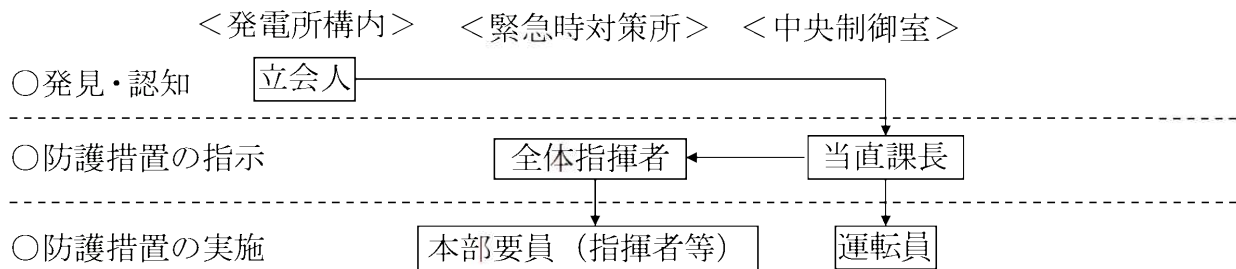 <発電所構内> <緊急時対策所> <中央制御室>
○発見・認知 立会人
○防護措置の指示 全体指揮者 当直課長
○防護措置の実施 本部要員（指揮者等） 運転員